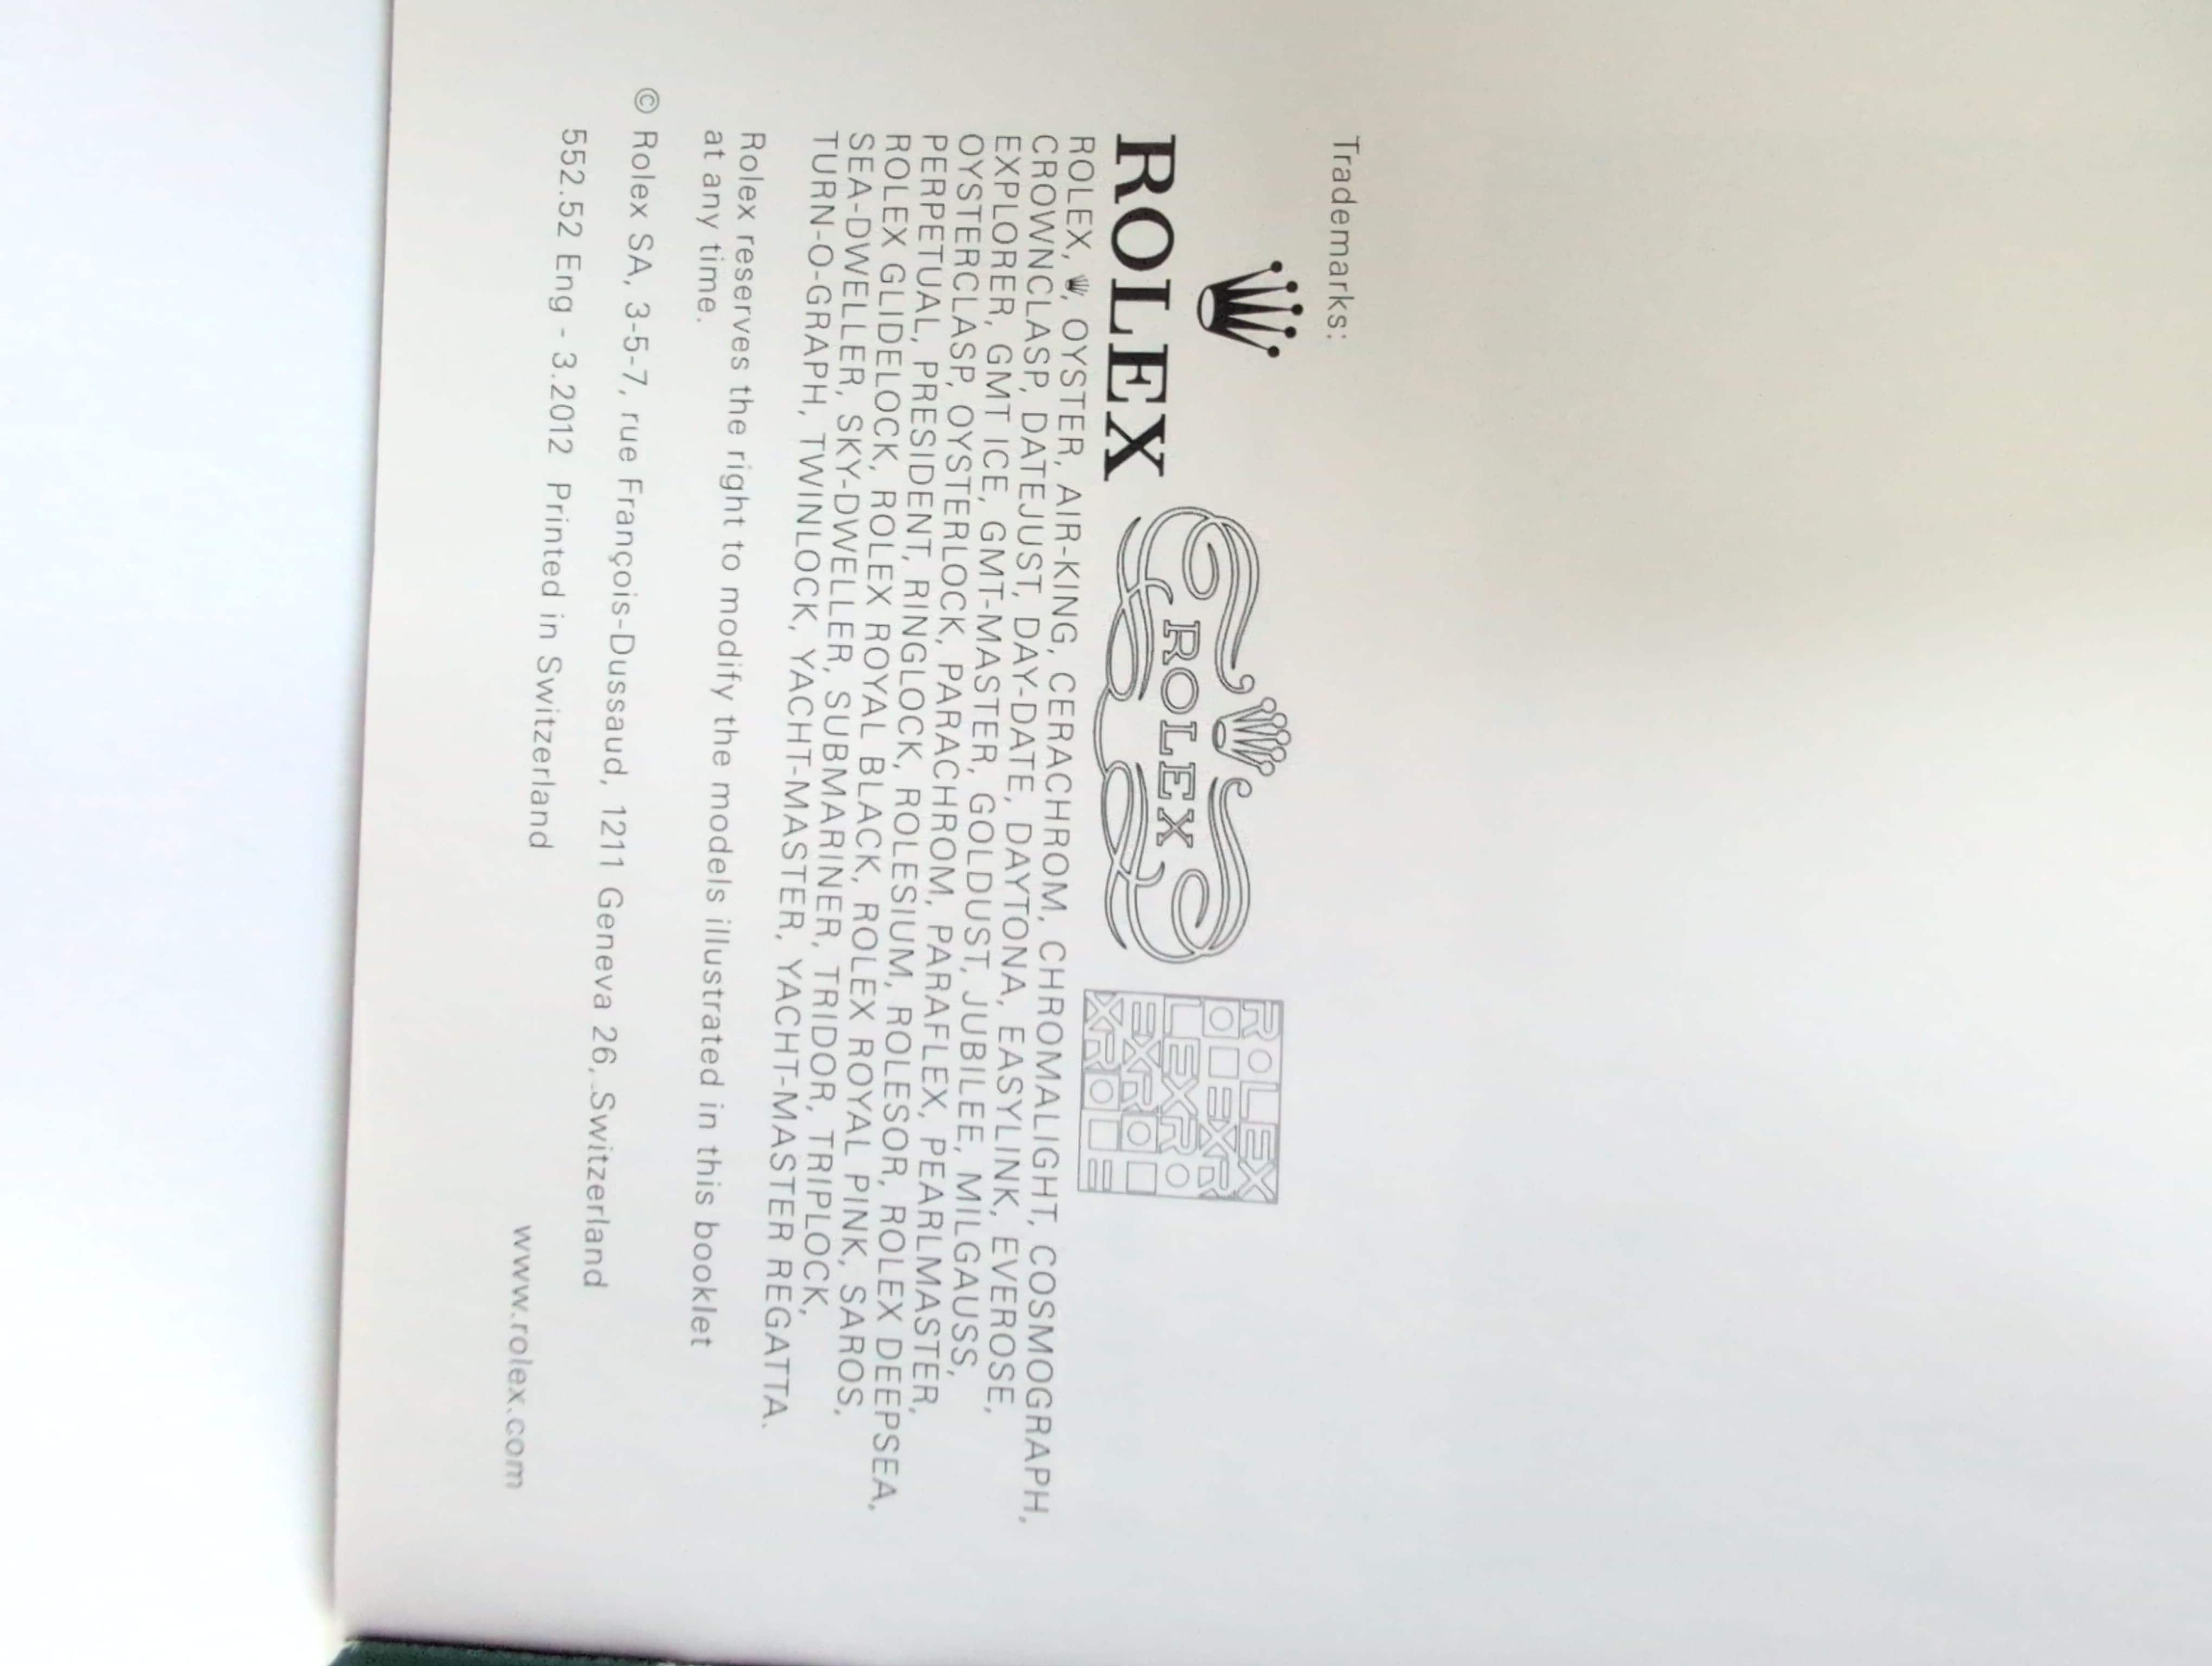 Trademarks:
ROLEX
ROLEX
ROLEX
OLEXR
LEXRO
EXROL
XROLE
ROLEX, , OYSTER, AIR-KING, CERACHROM, CHROMALIGHT, COSMOGRAPH,
CROWNCLASP, DATEJUST, DAY-DATE, DAYTONA, EASYLINK, EVEROSE,
EXPLORER, GMT ICE, GMT-MASTER, GOLDUST, JUBILEE, MILGAUSS,
OYSTERCLASP, OYSTERLOCK, PARACHROM, PARAFLEX, PEARLMASTER,
PERPETUAL, PRESIDENT, RINGLOCK, ROLESIUM, ROLESOR, ROLEX DEEPSEA,
ROLEX GLIDELOCK, ROLEX ROYAL BLACK, ROLEX ROYAL PINK, SAROS,
SEA-DWELLER, SKY-DWELLER, SUBMARINER, TRIDOR, TRIPLOCK,
TURN-O-GRAPH, TWINLOCK, YACHT-MASTER, YACHT-MASTER REGATTA.
Rolex reserves the right to modify the models illustrated in this booklet
at any time.
© Rolex SA, 3-5-7, rue François-Dussaud, 1211 Geneva 26, Switzerland
552.52 Eng - 3.2012 Printed in Switzerland
www.rolex.com